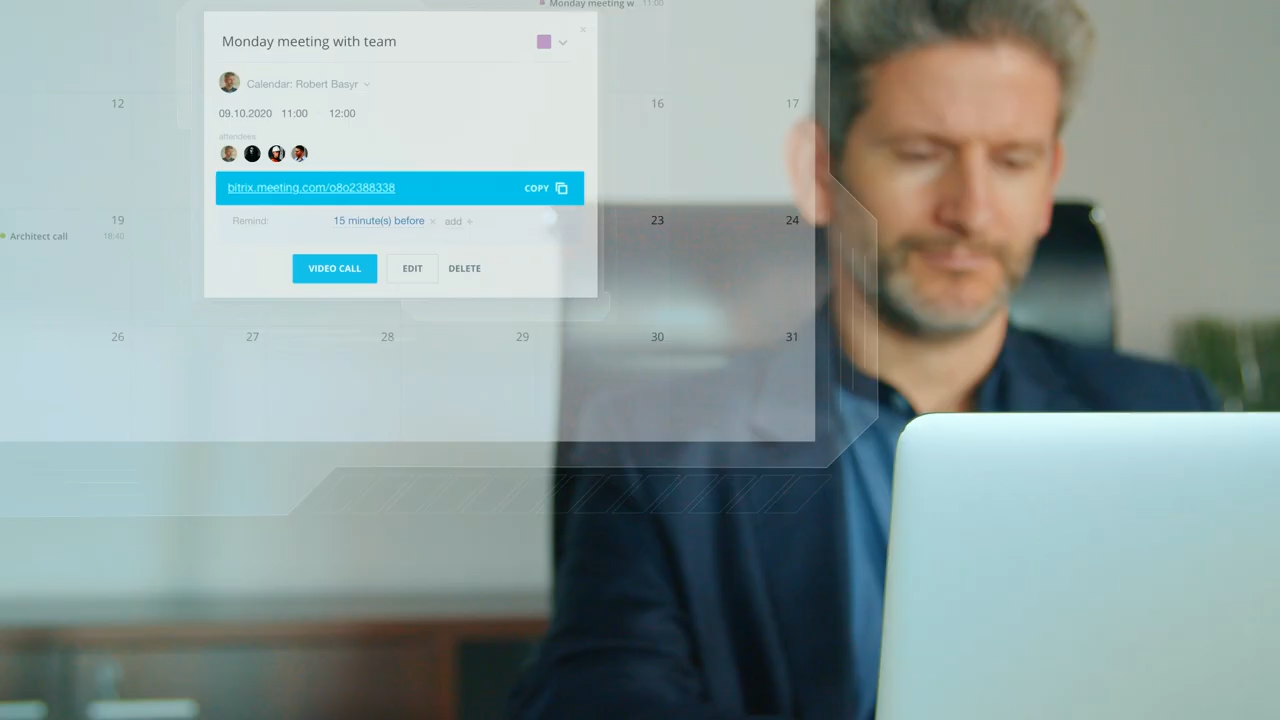 Monday meeting w 11:00
Monday meeting with team
Calendar: Robert Basyr
12 16 17
09.10.2020 11:00 12:00
attendees
bitrix.meeting.com/o8o2388338 COPY
19 23 24
Remind: 15 minute(s) before × add +
Architect call 18:40
VIDEO CALL EDIT DELETE
26 27 28 29 30 31